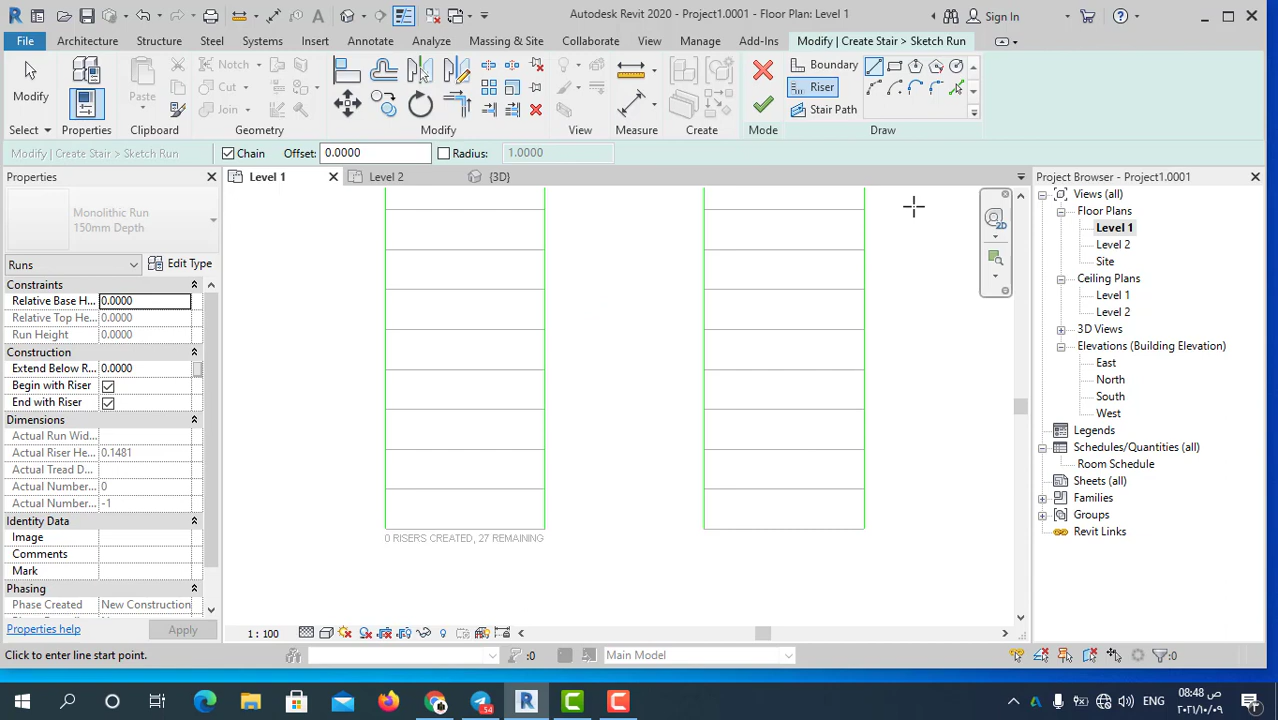 Autodesk Revit 2020 - Project1.0001 - Floor Plan: Level 1
Sign In
File Architecture Structure Steel Systems Insert Annotate Analyze Massing & Site Collaborate View Manage Add-Ins Modify | Create Stair > Sketch Run
Modify
Paste
Notch
Cut
Join
Boundary
Riser
Stair Path
Select Properties Clipboard Geometry Modify View Measure Create Mode Draw
Modify | Create Stair > Sketch Run
Chain Offset: 0.0000 Radius: 1.0000
Properties
Level 1 Level 2 {3D}
Project Browser - Project1.0001
Monolithic Run
150mm Depth
Runs Edit Type
Constraints
Relative Base H... 0.0000
Relative Top He... 0.0000
Run Height 0.0000
Construction
Extend Below R... 0.0000
Begin with Riser
End with Riser
Dimensions
Actual Run Wid...
Actual Riser He... 0.1481
Actual Tread D...
Actual Number... 0
Actual Number... -1
Identity Data
Image
Comments
Mark
Phasing
Phase Created New Construction
Properties help Apply
2D
0 RISERS CREATED, 27 REMAINING
Views (all)
Floor Plans
Level 1
Level 2
Site
Ceiling Plans
Level 1
Level 2
3D Views
Elevations (Building Elevation)
East
North
South
West
Legends
Schedules/Quantities (all)
Room Schedule
Sheets (all)
Families
Groups
Revit Links
1 : 100
Click to enter line start point.
:0 Main Model :0
54
ENG
08:48 ص
٢٠٢١/١٠/٠٩